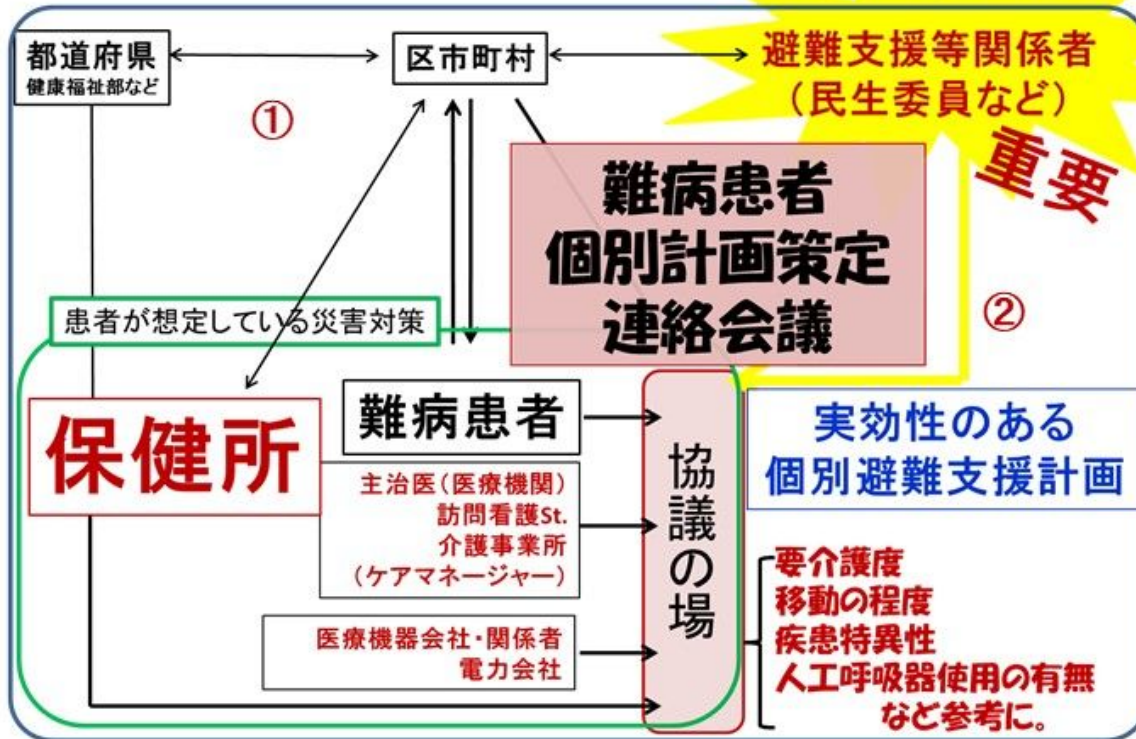 都道府県
健康福祉部など
区市町村
避難支援等関係者
（民生委員など）
重要
①
難病患者
個別計画策定
連絡会議
②
患者が想定している災害対策
保健所
難病患者
主治医（医療機関）
訪問看護St.
介護事業所
（ケアマネージャー）
医療機器会社・関係者
電力会社
協議の場
実効性のある
個別避難支援計画
要介護度
移動の程度
疾患特異性
人工呼吸器使用の有無
など参考に。